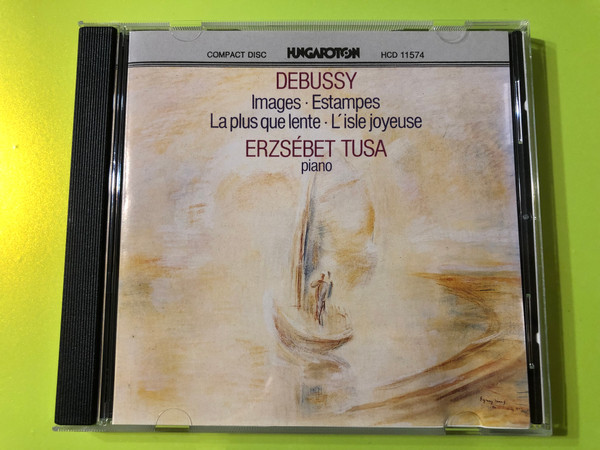 COMPACT DISC HUNGAROTON HCD 11574
DEBUSSY
Images · Estampes
La plus que lente · L'isle joyeuse
ERZSÉBET TUSA
piano